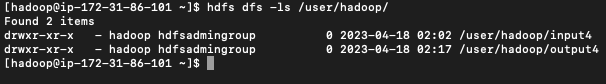 [hadoop@ip-172-31-86-101 ~]$ hdfs dfs -ls /user/hadoop/
Found 2 items
drwxr-xr-x   - hadoop hdfsadmingroup          0 2023-04-18 02:02 /user/hadoop/input4
drwxr-xr-x   - hadoop hdfsadmingroup          0 2023-04-18 02:17 /user/hadoop/output4
[hadoop@ip-172-31-86-101 ~]$